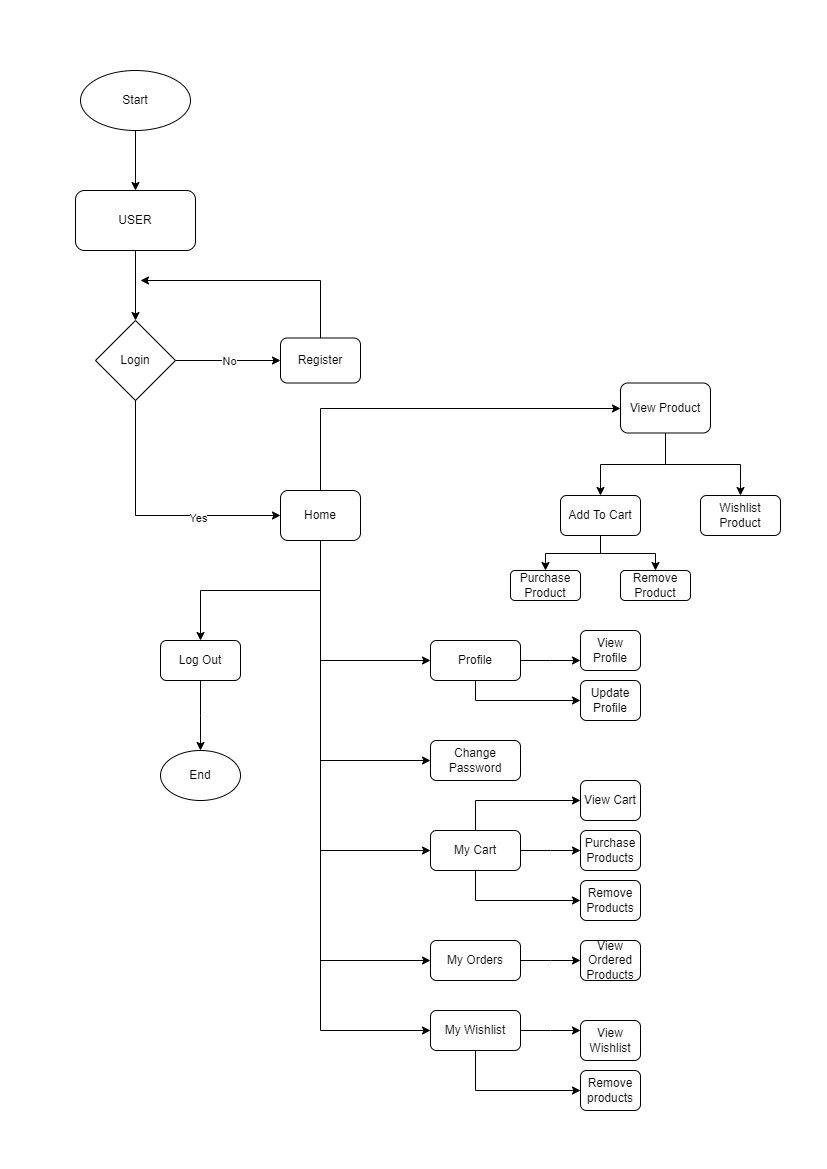 Start
USER
Login
No
Register
View Product
Yes
Home
Add To Cart
Wishlist
Product
Purchase
Product
Remove
Product
Log Out
End
Profile
View
Profile
Update
Profile
Change
Password
My Cart
View Cart
Purchase
Products
Remove
Products
My Orders
View
Ordered
Products
My Wishlist
View
Wishlist
Remove
products